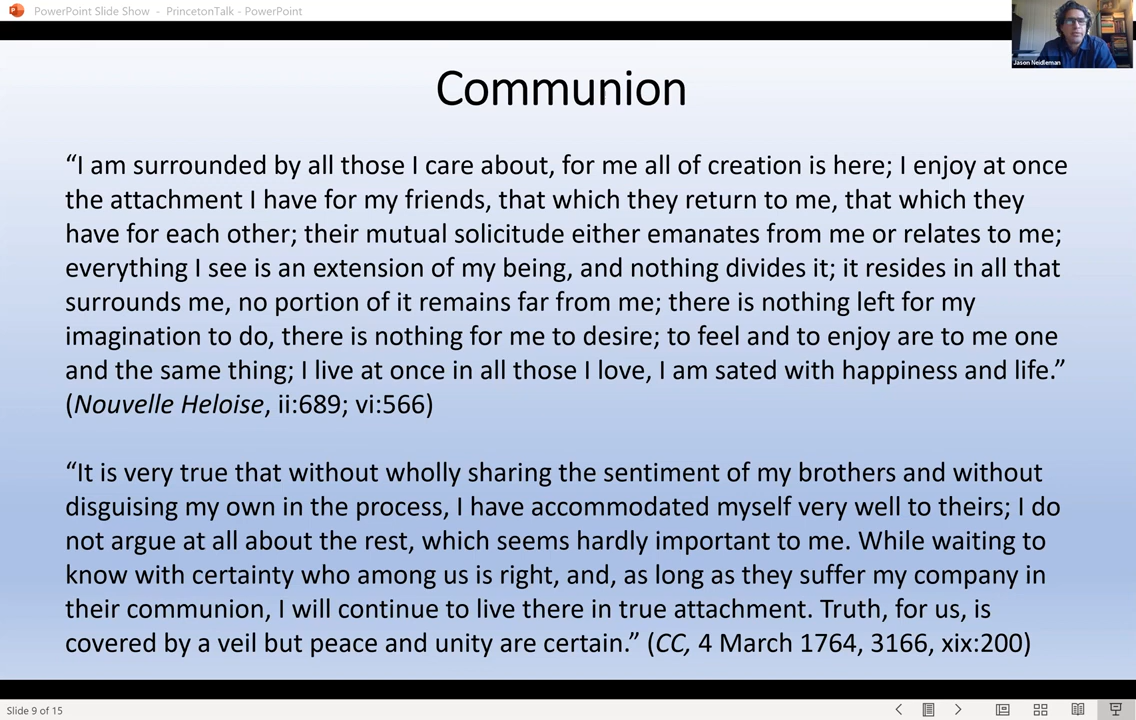 PowerPoint Slide Show - PrincetonTalk - PowerPoint
Jason Neidleman
Communion
“I am surrounded by all those I care about, for me all of creation is here; I enjoy at once
the attachment I have for my friends, that which they return to me, that which they
have for each other; their mutual solicitude either emanates from me or relates to me;
everything I see is an extension of my being, and nothing divides it; it resides in all that
surrounds me, no portion of it remains far from me; there is nothing left for my
imagination to do, there is nothing for me to desire; to feel and to enjoy are to me one
and the same thing; I live at once in all those I love, I am sated with happiness and life.”
(Nouvelle Heloise, ii:689; vi:566)
“It is very true that without wholly sharing the sentiment of my brothers and without
disguising my own in the process, I have accommodated myself very well to theirs; I do
not argue at all about the rest, which seems hardly important to me. While waiting to
know with certainty who among us is right, and, as long as they suffer my company in
their communion, I will continue to live there in true attachment. Truth, for us, is
covered by a veil but peace and unity are certain.” (CC, 4 March 1764, 3166, xix:200)
Slide 9 of 15